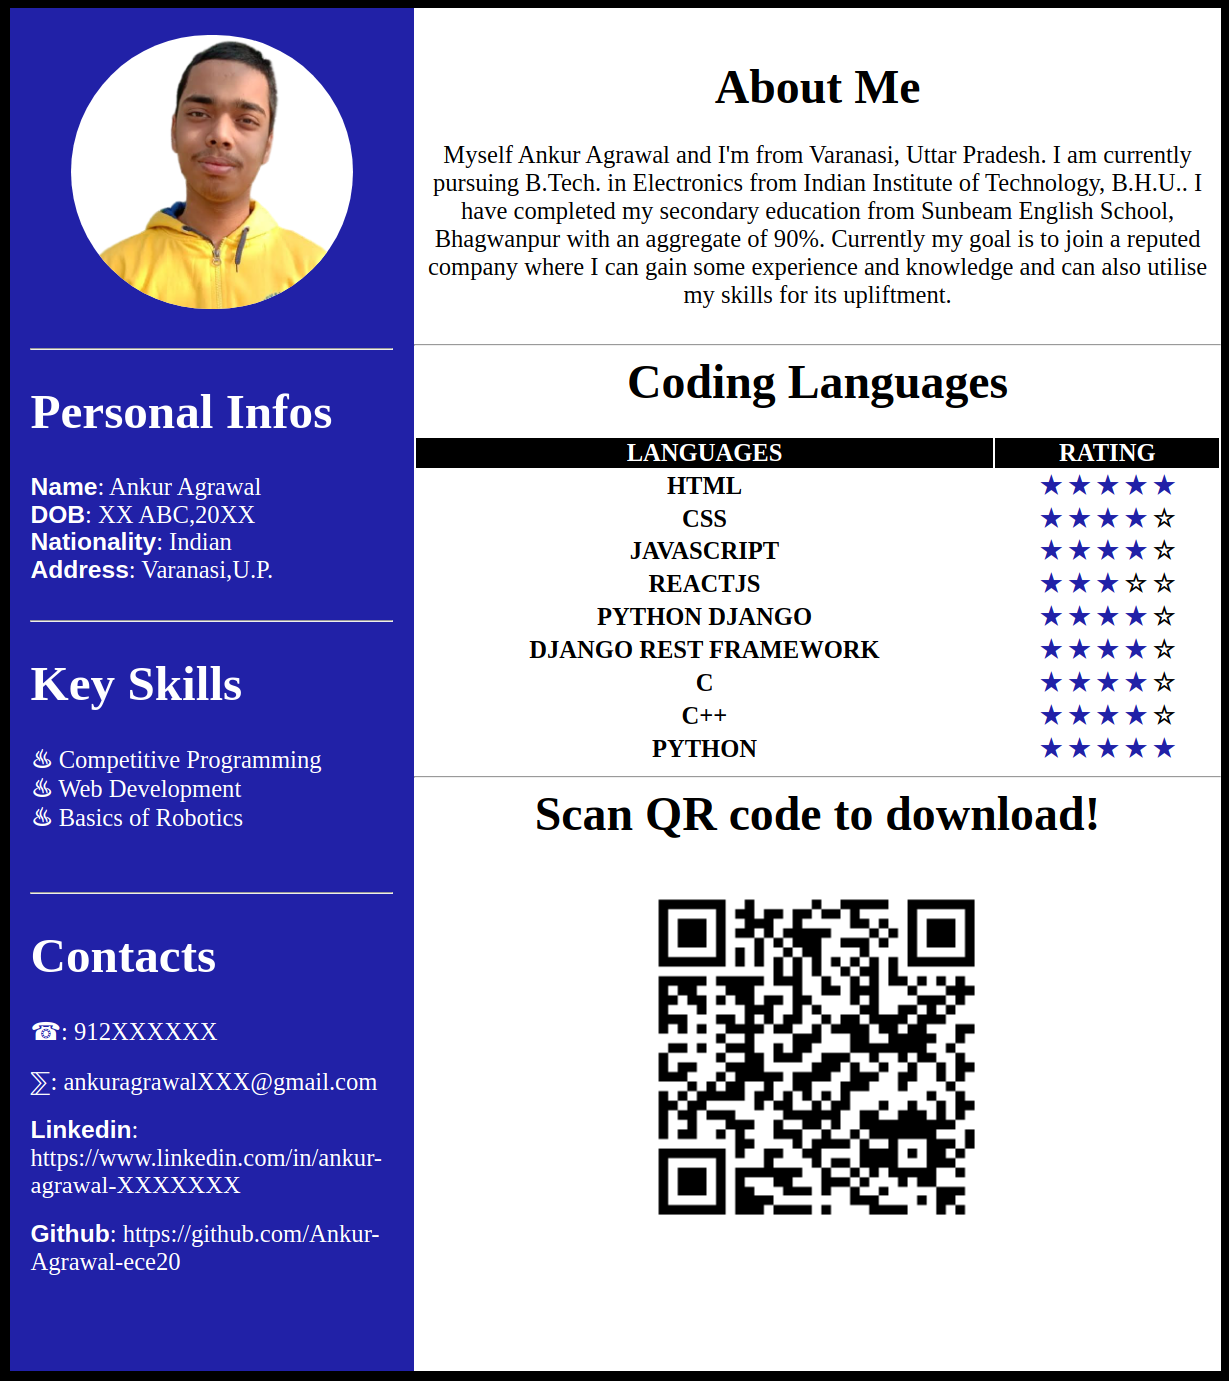 Personal Infos
Name: Ankur Agrawal
DOB: XX ABC,20XX
Nationality: Indian
Address: Varanasi,U.P.
Key Skills
♨ Competitive Programming
♨ Web Development
♨ Basics of Robotics
Contacts
☎: 912XXXXXX
⅀: ankuragrawalXXX@gmail.com
Linkedin:
https://www.linkedin.com/in/ankur-
agrawal-XXXXXXX
Github: https://github.com/Ankur-
Agrawal-ece20
About Me
Myself Ankur Agrawal and I'm from Varanasi, Uttar Pradesh. I am currently
pursuing B.Tech. in Electronics from Indian Institute of Technology, B.H.U.. I
have completed my secondary education from Sunbeam English School,
Bhagwanpur with an aggregate of 90%. Currently my goal is to join a reputed
company where I can gain some experience and knowledge and can also utilise
my skills for its upliftment.
Coding Languages
LANGUAGES RATING
HTML ★★★★★
CSS ★★★★☆
JAVASCRIPT ★★★★☆
REACTJS ★★★☆☆
PYTHON DJANGO ★★★★☆
DJANGO REST FRAMEWORK ★★★★☆
C ★★★★☆
C++ ★★★★☆
PYTHON ★★★★★
Scan QR code to download!